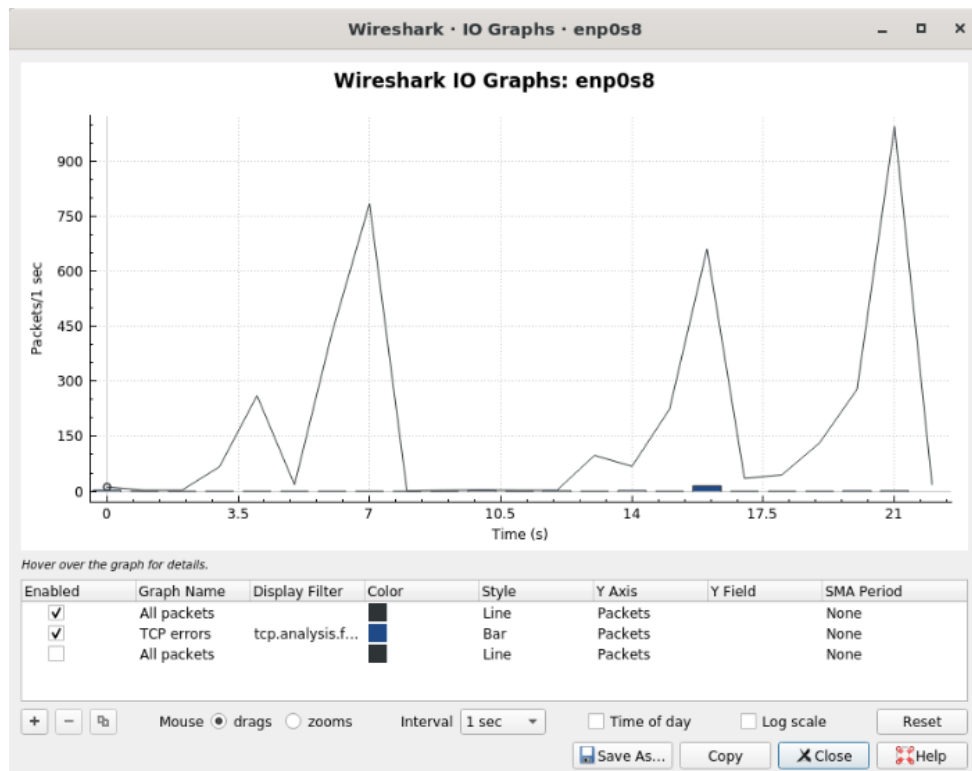 Wireshark · IO Graphs · enp0s8
Wireshark IO Graphs: enp0s8
Packets/1 sec
900
750
600
450
300
150
0
0 3.5 7 10.5 14 17.5 21
Time (s)
Hover over the graph for details.
Enabled Graph Name Display Filter Color Style Y Axis Y Field SMA Period
All packets Line Packets None
TCP errors tcp.analysis.f... Bar Packets None
All packets Line Packets None
Mouse drags zooms Interval 1 sec Time of day Log scale Reset
Save As... Copy Close Help